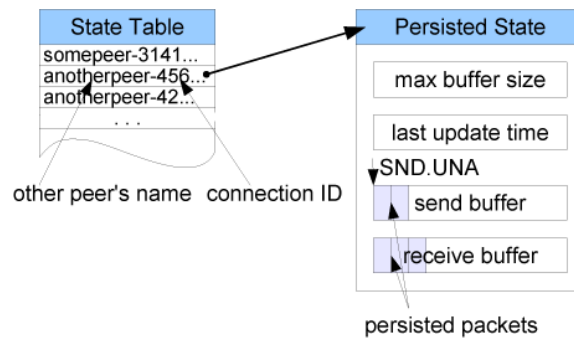 State Table
somepeer-3141...
anotherpeer-456...
anotherpeer-42...
. . .
other peer's name
connection ID
Persisted State
max buffer size
last update time
SND.UNA
send buffer
receive buffer
persisted packets